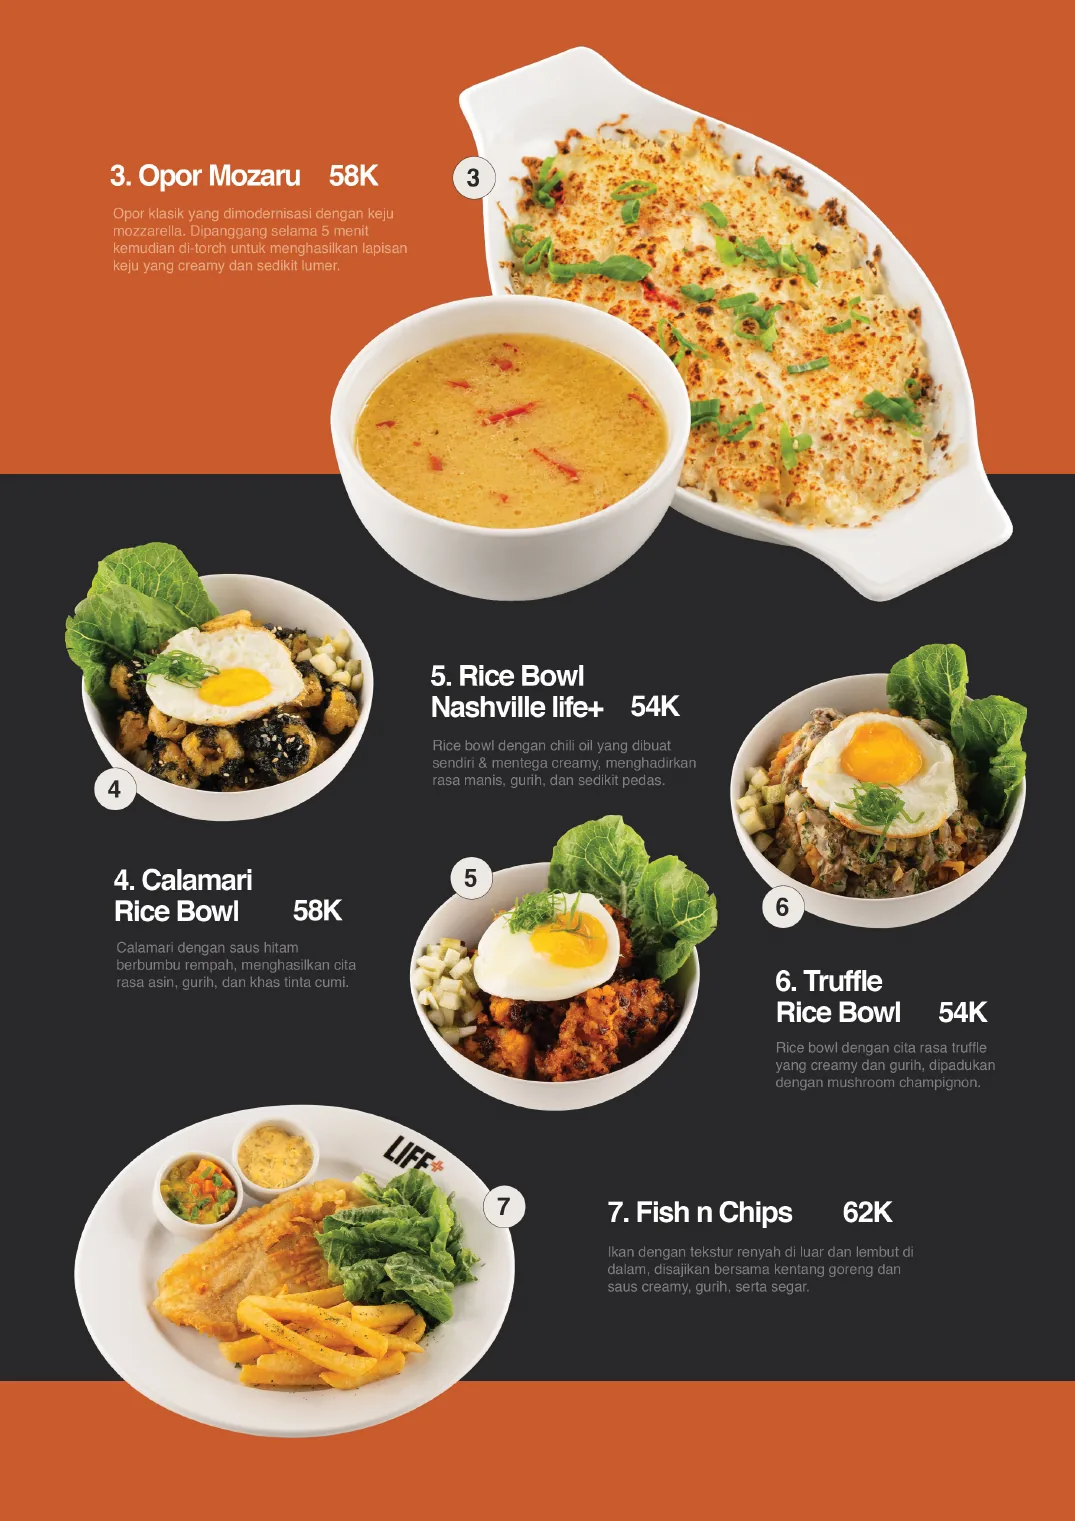 3. Opor Mozaru 58K
Opor klasik yang dimodernisasi dengan keju
mozzarella. Dipanggang selama 5 menit
kemudian di-torch untuk menghasilkan lapisan
keju yang creamy dan sedikit lumer.
3
4
5. Rice Bowl
Nashville life+ 54K
Rice bowl dengan chili oil yang dibuat
sendiri & mentega creamy, menghadirkan
rasa manis, gurih, dan sedikit pedas.
4. Calamari
Rice Bowl 58K
Calamari dengan saus hitam
berbumbu rempah, menghasilkan cita
rasa asin, gurih, dan khas tinta cumi.
5
6
6. Truffle
Rice Bowl 54K
Rice bowl dengan cita rasa truffle
yang creamy dan gurih, dipadukan
dengan mushroom champignon.
LIFE+
7
7. Fish n Chips 62K
Ikan dengan tekstur renyah di luar dan lembut di
dalam, disajikan bersama kentang goreng dan
saus creamy, gurih, serta segar.